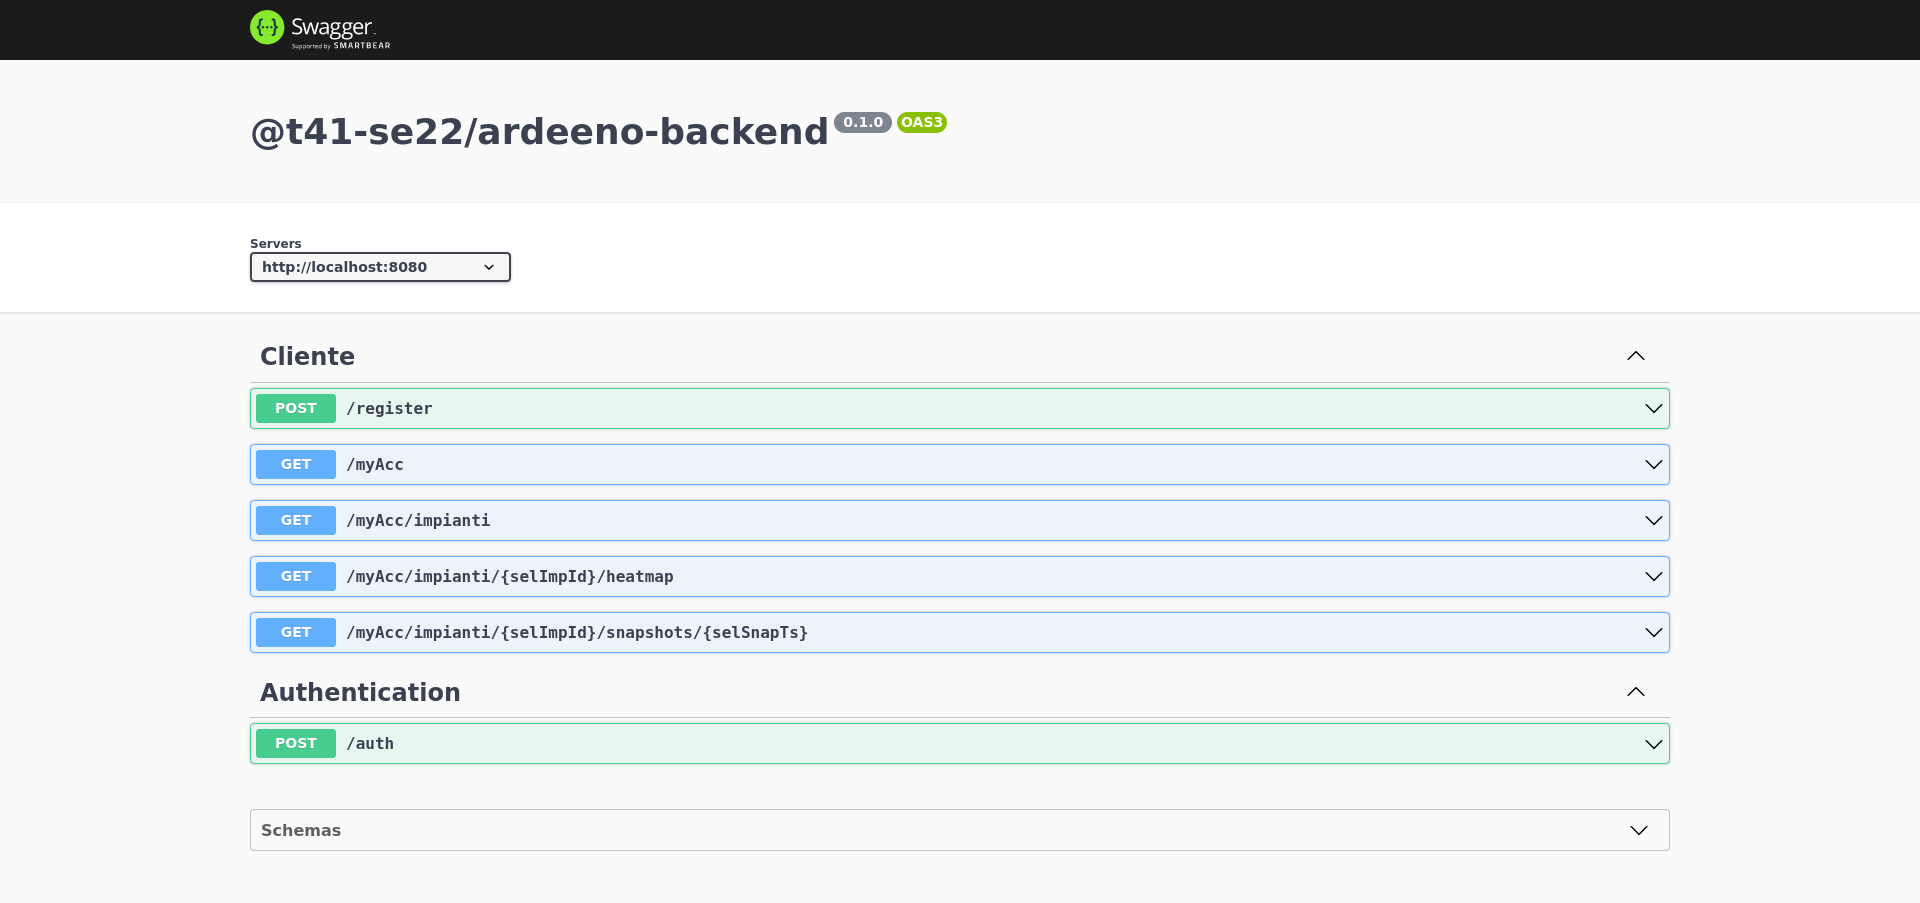 Swagger
Supported by SMARTBEAR
@t41-se22/ardeeno-backend 0.1.0 OAS3
Servers
http://localhost:8080
Cliente
POST /register
GET /myAcc
GET /myAcc/impianti
GET /myAcc/impianti/{selImpId}/heatmap
GET /myAcc/impianti/{selImpId}/snapshots/{selSnapTs}
Authentication
POST /auth
Schemas